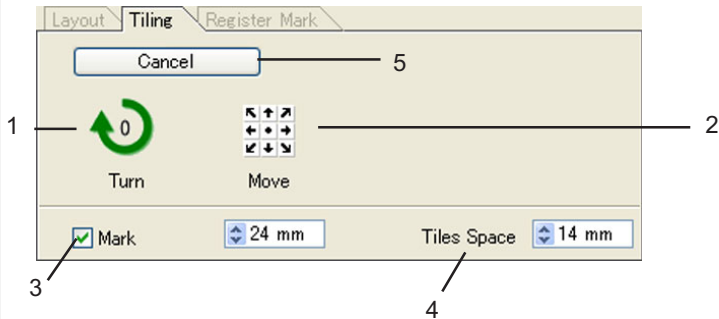 Layout Tiling Register Mark
Cancel 5
1 0 2
Turn Move
Mark 24 mm Tiles Space 14 mm
3 4